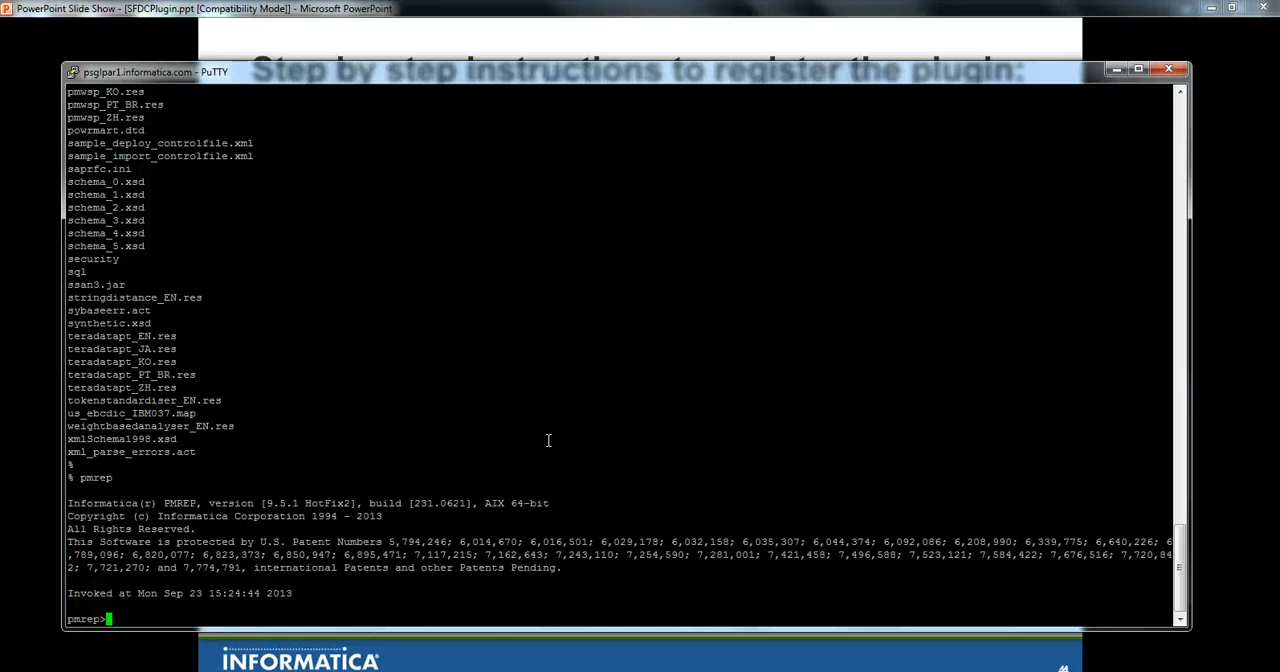 PowerPoint Slide Show - [SFDCPlugin.ppt [Compatibility Mode]] - Microsoft PowerPoint
Step by step instructions to register the plugin:
psglpar1.informatica.com - PuTTY
pmwsp_KO.res
pmwsp_PT_BR.res
pmwsp_ZH.res
powrmart.dtd
sample_deploy_controlfile.xml
sample_import_controlfile.xml
saprfc.ini
schema_0.xsd
schema_1.xsd
schema_2.xsd
schema_3.xsd
schema_4.xsd
schema_5.xsd
security
sql
ssan3.jar
stringdistance_EN.res
sybaseerr.act
synthetic.xsd
teradatapt_EN.res
teradatapt_JA.res
teradatapt_KO.res
teradatapt_PT_BR.res
teradatapt_ZH.res
tokenstandardiser_EN.res
us_ebcdic_IBM037.map
weightbasedanalyser_EN.res
xmlSchema1998.xsd
xml_parse_errors.act
%
% pmrep
Informatica(r) PMREP, version [9.5.1 HotFix2], build [231.0621], AIX 64-bit
Copyright (c) Informatica Corporation 1994 - 2013
All Rights Reserved.
This Software is protected by U.S. Patent Numbers 5,794,246; 6,014,670; 6,016,501; 6,029,178; 6,032,158; 6,035,307; 6,044,374; 6,092,086; 6,208,990; 6,339,775; 6,640,226; 6
,789,096; 6,820,077; 6,823,373; 6,850,947; 6,895,471; 7,117,215; 7,162,643; 7,243,110; 7,254,590; 7,281,001; 7,421,458; 7,496,588; 7,523,121; 7,584,422; 7,676,516; 7,720,84
2; 7,721,270; and 7,774,791, international Patents and other Patents Pending.
Invoked at Mon Sep 23 15:24:44 2013
pmrep>
INFORMATICA®
44